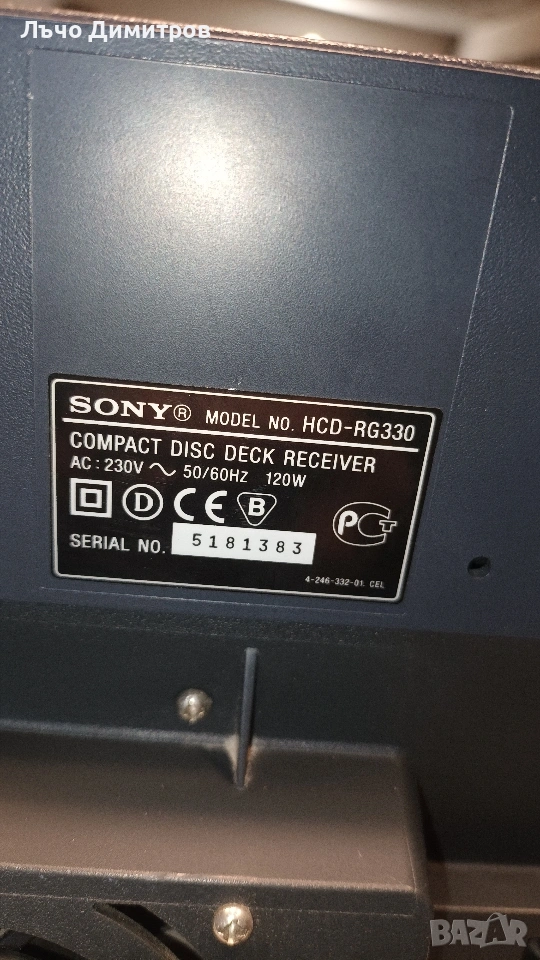 Лъчо Димитров
SONY® MODEL NO. HCD-RG330
COMPACT DISC DECK RECEIVER
AC : 230V ~ 50/60HZ 120W
D CE B PCT
SERIAL NO. 5181383
4-246-332-01. CEL
BAZAR